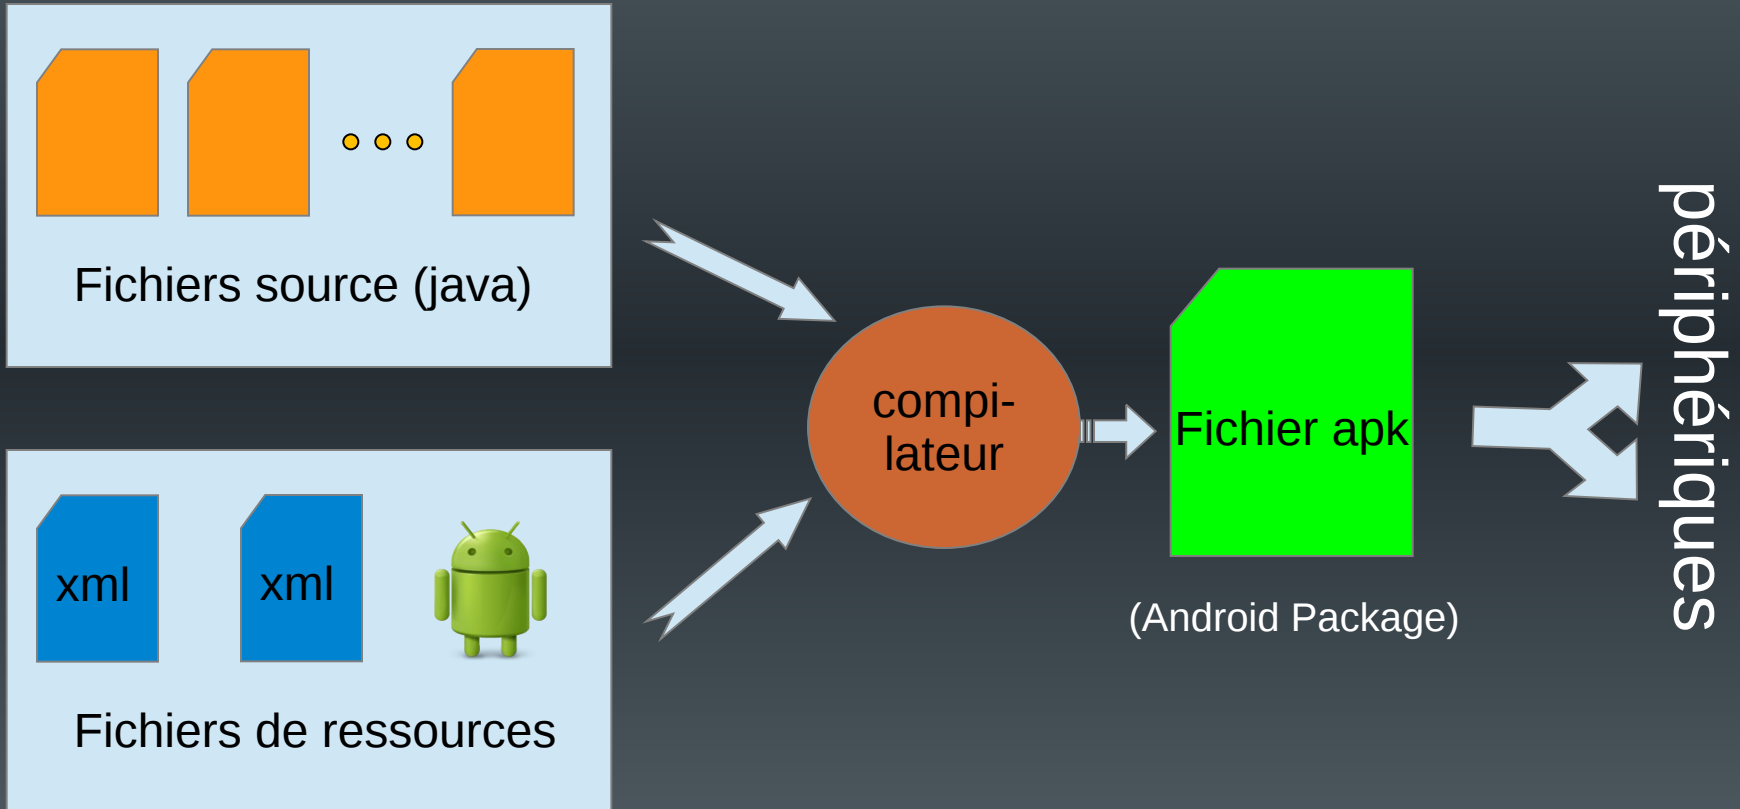 Fichiers source (java)
xml
xml
Fichiers de ressources
compi-
lateur
Fichier apk
(Android Package)
périphériques